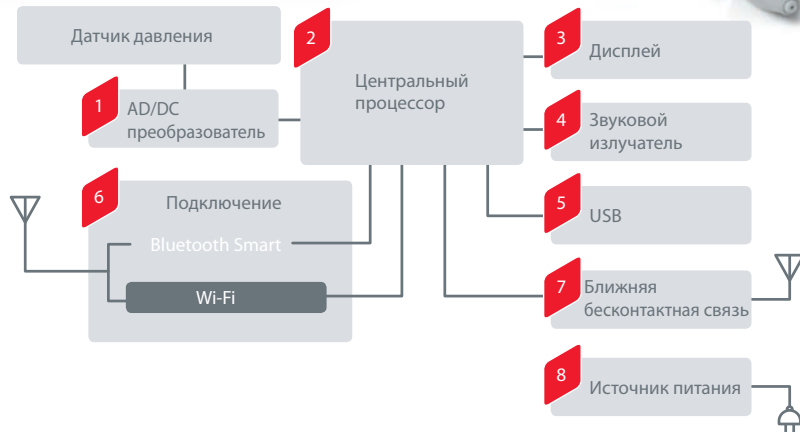 Датчик давления
1
AD/DC
преобразователь
2
Центральный
процессор
3
Дисплей
4
Звуковой
излучатель
5
USB
6
Подключение
Bluetooth Smart
Wi-Fi
7
Ближняя
бесконтактная связь
8
Источник питания